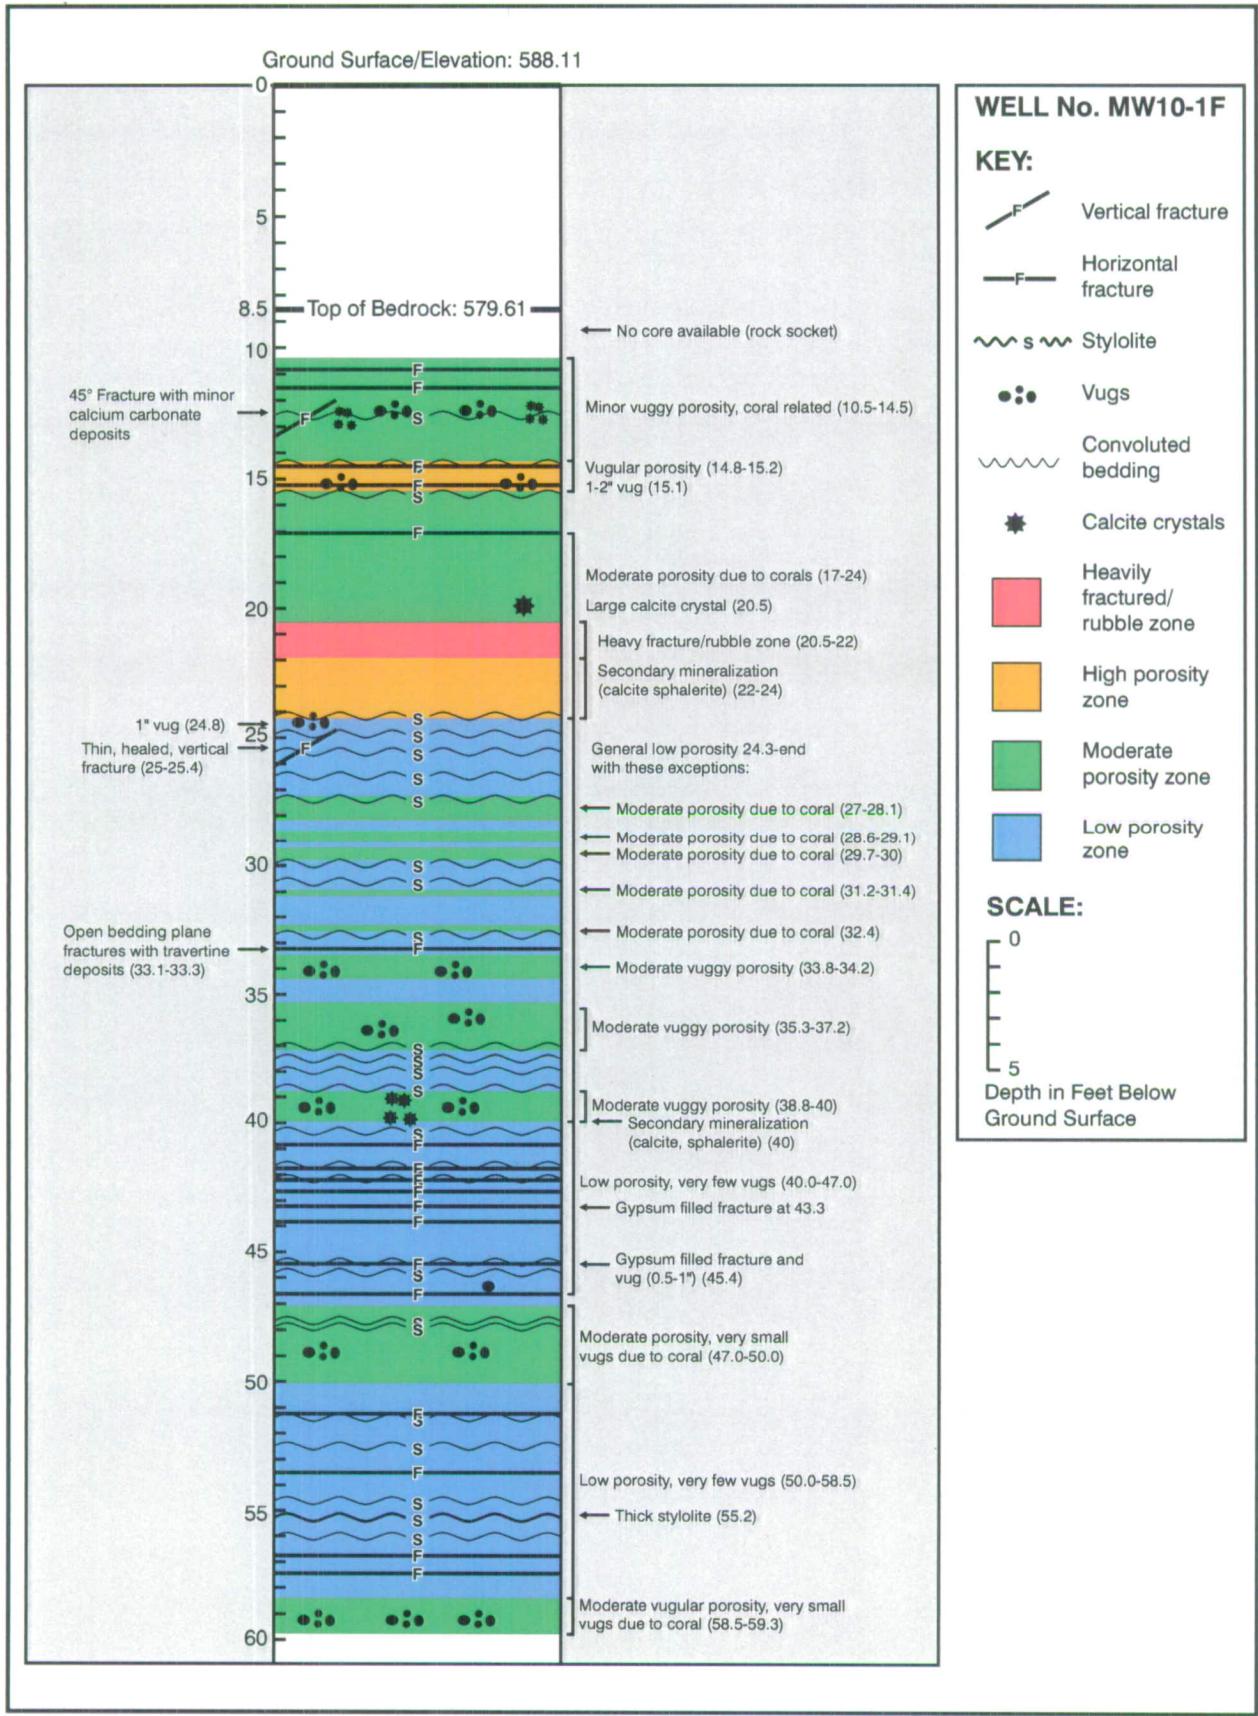 Ground Surface/Elevation: 588.11
0
5
8.5
Top of Bedrock: 579.61
10
15
20
25
30
35
40
45
50
55
60
45° Fracture with minor
calcium carbonate
deposits
1" vug (24.8)
Thin, healed, vertical
fracture (25-25.4)
Open bedding plane
fractures with travertine
deposits (33.1-33.3)
F
F
F
S
F
F
S
F
S
S
F
S
S
S
S
S
S
F
S
S
S
S
S
F
F
F
F
F
F
F
S
F
S
S
F
S
S
F
S
S
S
F
F
No core available (rock socket)
Minor vuggy porosity, coral related (10.5-14.5)
Vugular porosity (14.8-15.2)
1-2" vug (15.1)
Moderate porosity due to corals (17-24)
Large calcite crystal (20.5)
Heavy fracture/rubble zone (20.5-22)
Secondary mineralization
(calcite sphalerite) (22-24)
General low porosity 24.3-end
with these exceptions:
Moderate porosity due to coral (27-28.1)
Moderate porosity due to coral (28.6-29.1)
Moderate porosity due to coral (29.7-30)
Moderate porosity due to coral (31.2-31.4)
Moderate porosity due to coral (32.4)
Moderate vuggy porosity (33.8-34.2)
Moderate vuggy porosity (35.3-37.2)
Moderate vuggy porosity (38.8-40)
Secondary mineralization
(calcite, sphalerite) (40)
Low porosity, very few vugs (40.0-47.0)
Gypsum filled fracture at 43.3
Gypsum filled fracture and
vug (0.5-1") (45.4)
Moderate porosity, very small
vugs due to coral (47.0-50.0)
Low porosity, very few vugs (50.0-58.5)
Thick stylolite (55.2)
Moderate vugular porosity, very small
vugs due to coral (58.5-59.3)
WELL No. MW10-1F
KEY:
F
Vertical fracture
F
Horizontal
fracture
S
Stylolite
Vugs
Convoluted
bedding
Calcite crystals
Heavily
fractured/
rubble zone
High porosity
zone
Moderate
porosity zone
Low porosity
zone
SCALE:
0
5
Depth in Feet Below
Ground Surface